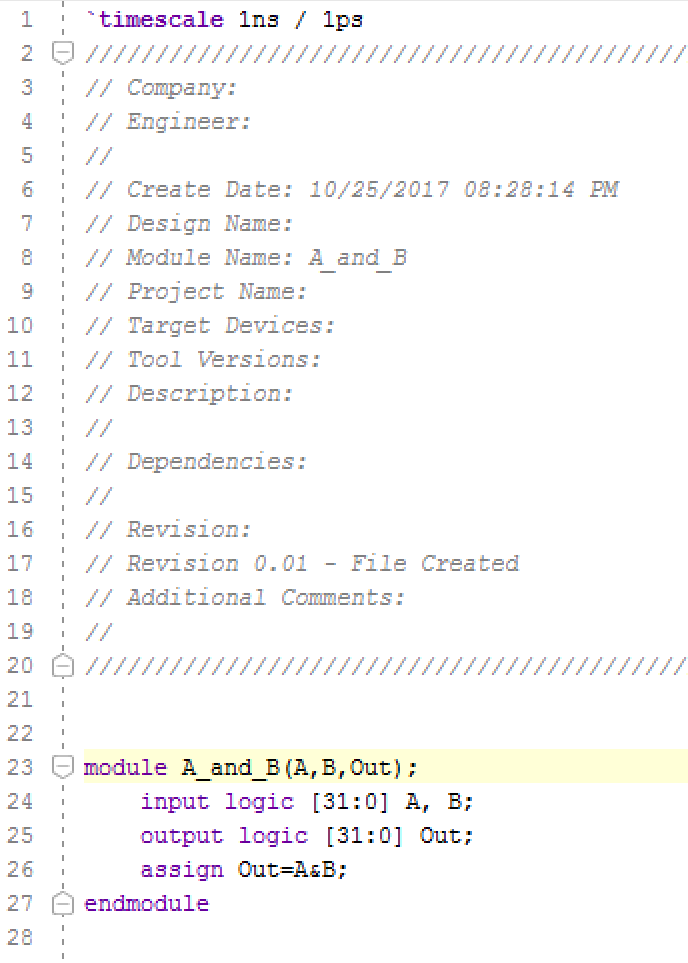 1 `timescale 1ns / 1ps
2 ////////////////////////////////////////////
3 // Company:
4 // Engineer:
5 //
6 // Create Date: 10/25/2017 08:28:14 PM
7 // Design Name:
8 // Module Name: A_and_B
9 // Project Name:
10 // Target Devices:
11 // Tool Versions:
12 // Description:
13 //
14 // Dependencies:
15 //
16 // Revision:
17 // Revision 0.01 - File Created
18 // Additional Comments:
19 //
20 ////////////////////////////////////////////
21
22
23 module A_and_B(A,B,Out);
24     input logic [31:0] A, B;
25     output logic [31:0] Out;
26     assign Out=A&B;
27 endmodule
28